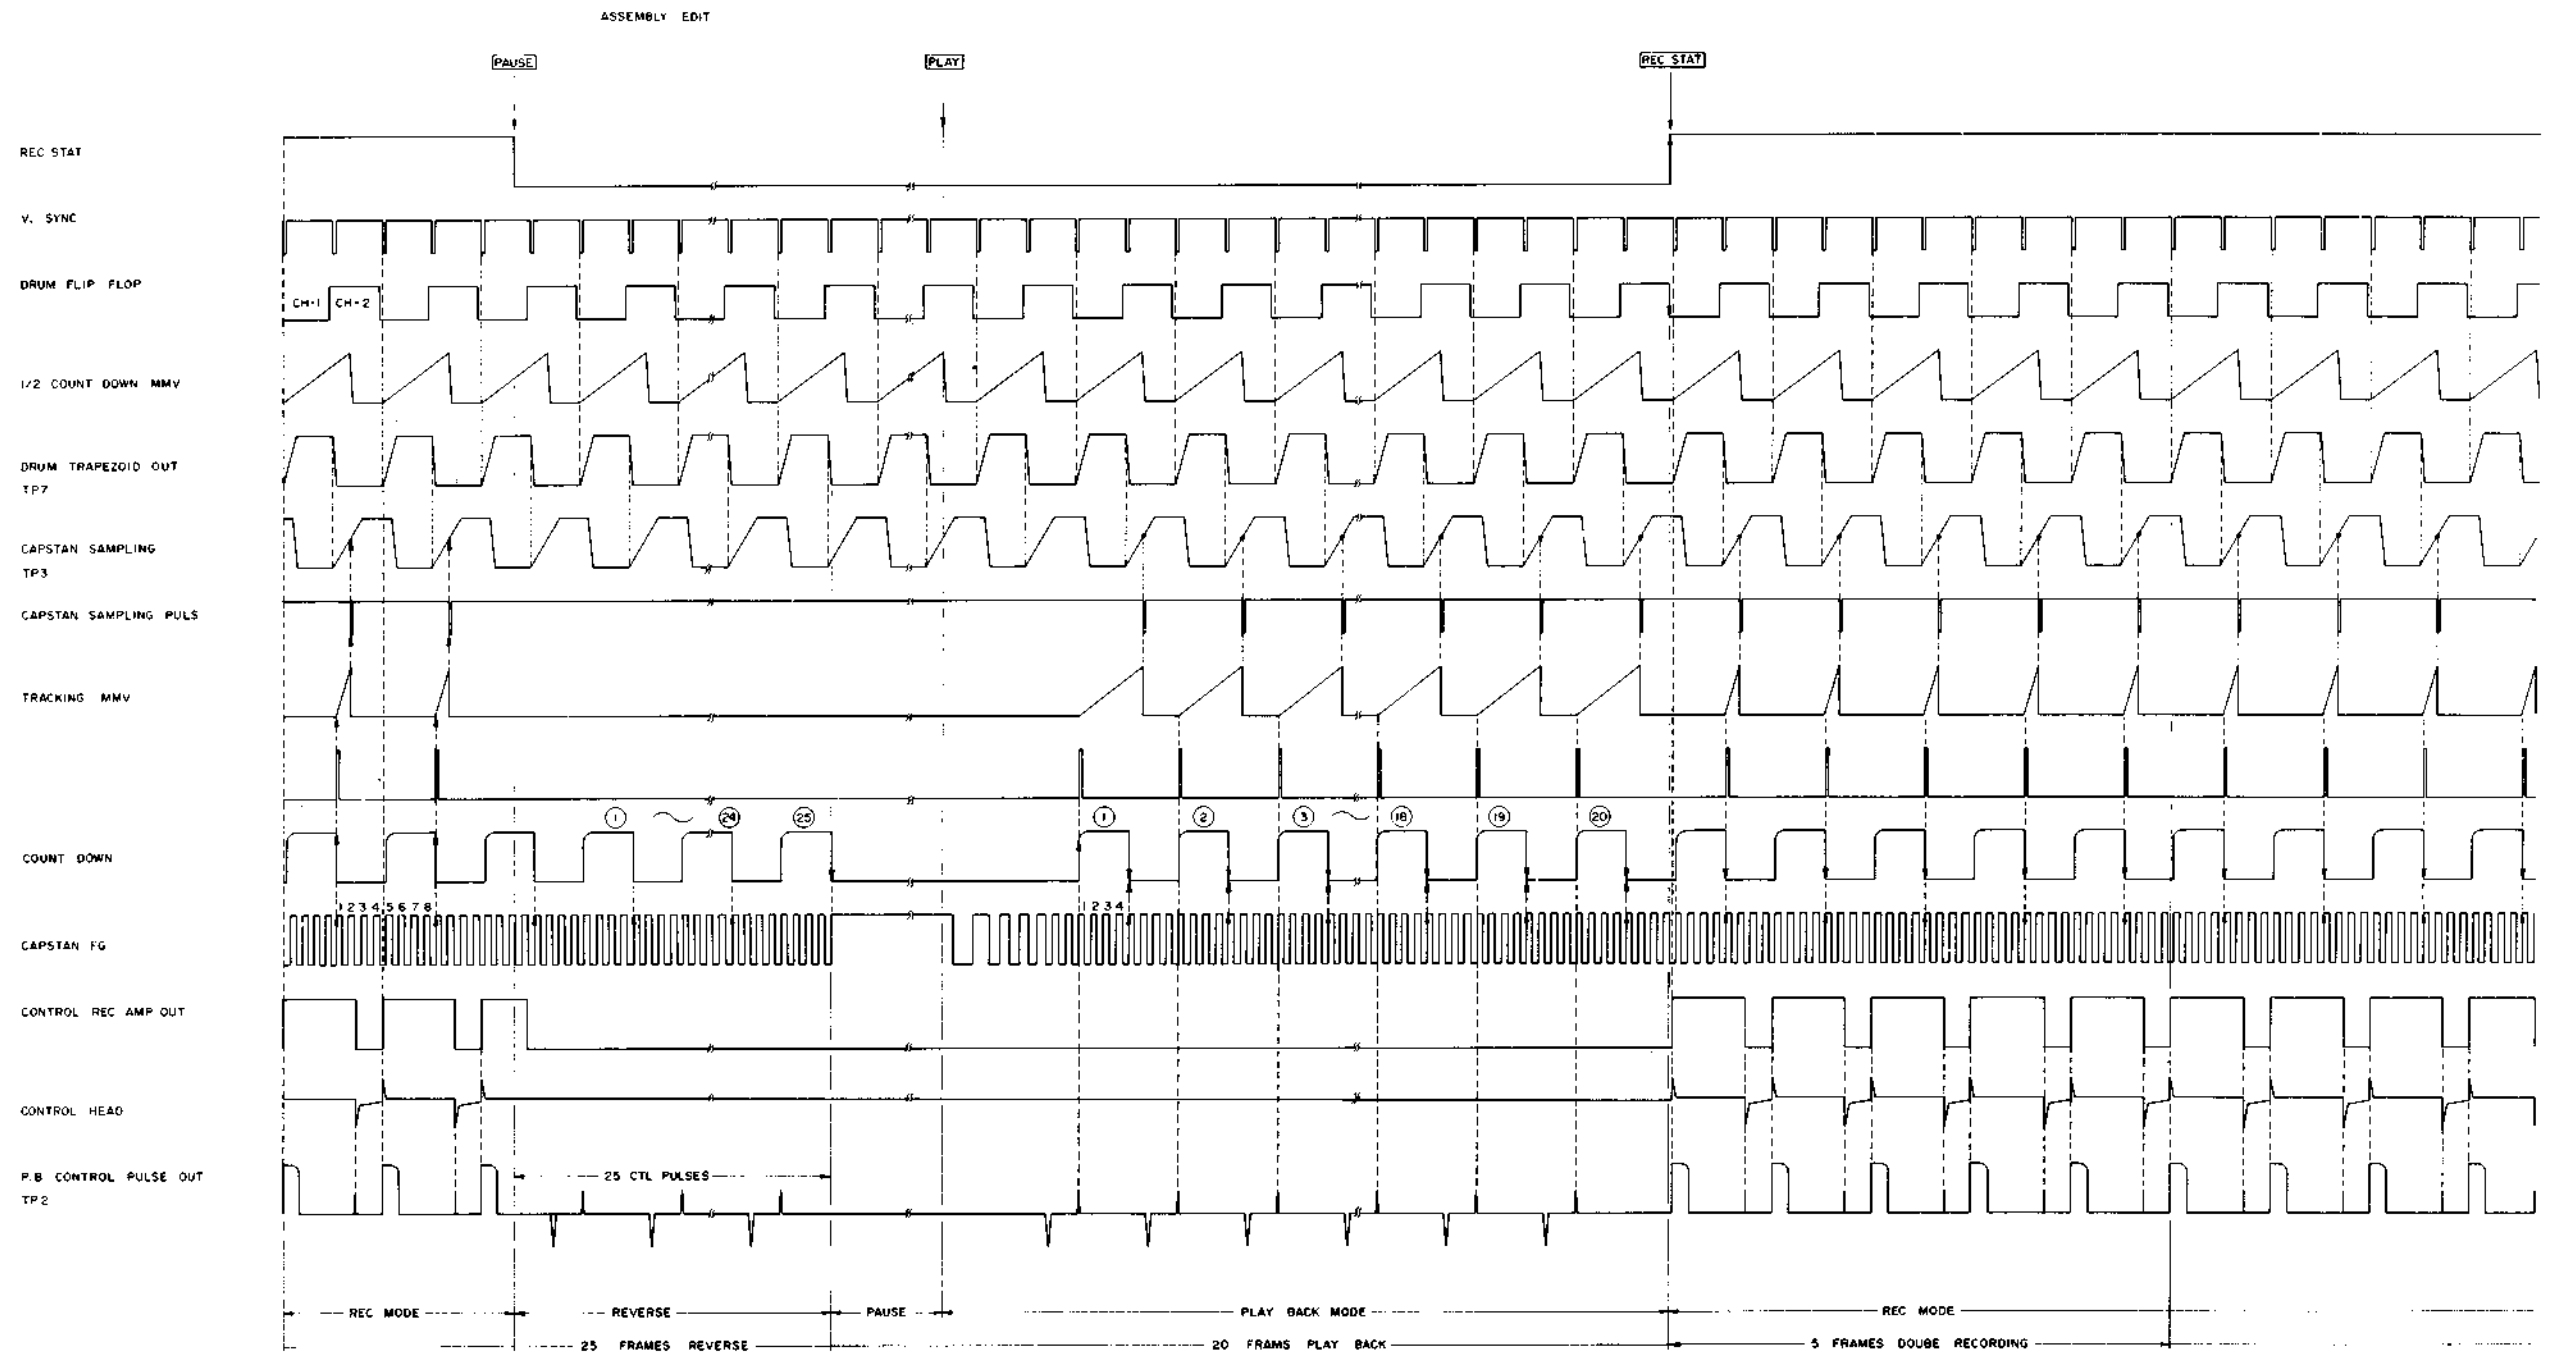 ASSEMBLY EDIT
PAUSE PLAY REC STAT
REC STAT
V. SYNC
DRUM FLIP FLOP
CH-1 CH-2
1/2 COUNT DOWN MMV
DRUM TRAPEZOID OUT
TP7
CAPSTAN SAMPLING
TP3
CAPSTAN SAMPLING PULS
TRACKING MMV
1 ~ 24 25 1 2 3 ~ 18 19 20
COUNT DOWN
1 2 3 4 5 6 7 8 1 2 3 4
CAPSTAN FG
CONTROL REC AMP OUT
CONTROL HEAD
P.B CONTROL PULSE OUT
25 CTL PULSES
TP2
REC MODE REVERSE PAUSE PLAY BACK MODE REC MODE
25 FRAMES REVERSE 20 FRAMS PLAY BACK 5 FRAMES DOUBE RECORDING